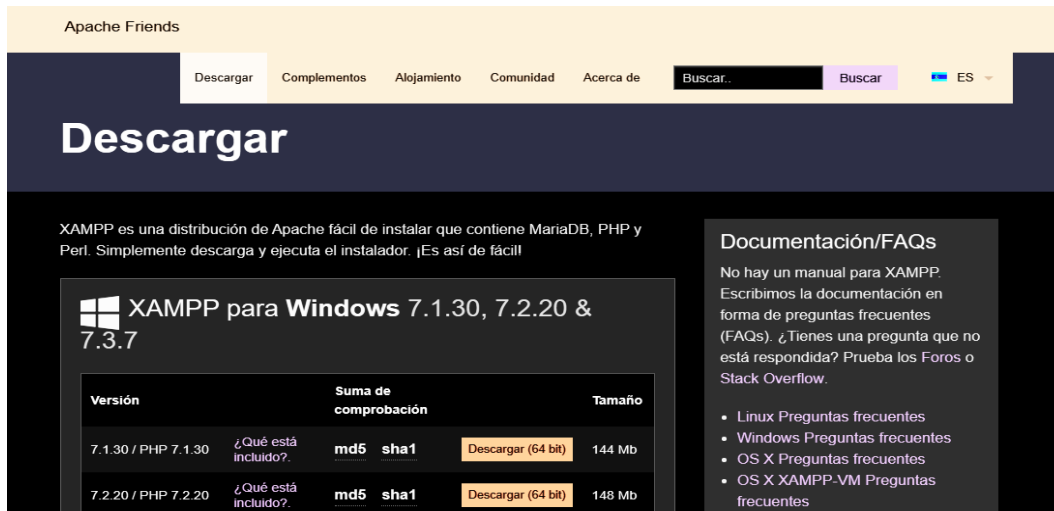 Apache Friends
Descargar Complementos Alojamiento Comunidad Acerca de Buscar.. Buscar ES
Descargar
XAMPP es una distribución de Apache fácil de instalar que contiene MariaDB, PHP y
Perl. Simplemente descarga y ejecuta el instalador. ¡Es así de fácil!
XAMPP para Windows 7.1.30, 7.2.20 &
7.3.7
Versión Suma de comprobación Tamaño
7.1.30 / PHP 7.1.30 ¿Qué está incluido?. md5 sha1 Descargar (64 bit) 144 Mb
7.2.20 / PHP 7.2.20 ¿Qué está incluido?. md5 sha1 Descargar (64 bit) 148 Mb
Documentación/FAQs
No hay un manual para XAMPP.
Escribimos la documentación en
forma de preguntas frecuentes
(FAQs). ¿Tienes una pregunta que no
está respondida? Prueba los Foros o
Stack Overflow.
• Linux Preguntas frecuentes
• Windows Preguntas frecuentes
• OS X Preguntas frecuentes
• OS X XAMPP-VM Preguntas
frecuentes